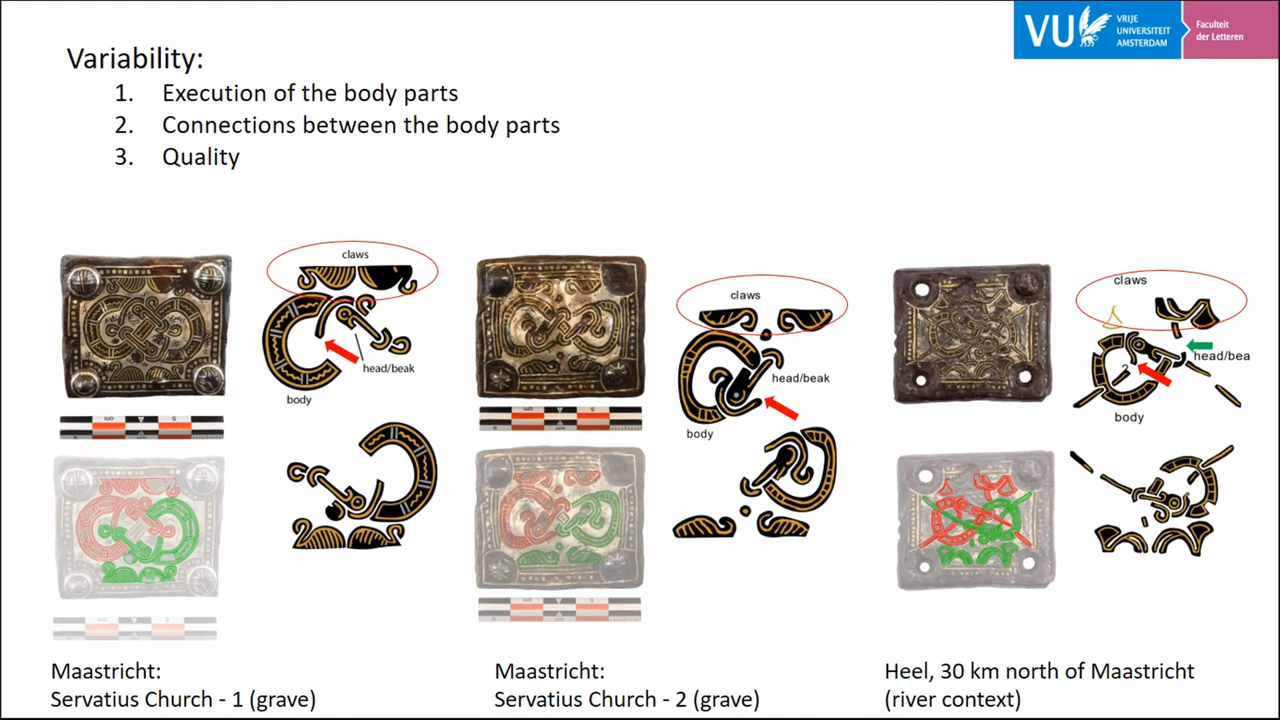 VU
VRIJE
UNIVERSITEIT
AMSTERDAM
Faculteit
der Letteren
Variability:
1. Execution of the body parts
2. Connections between the body parts
3. Quality
claws
head/beak
body
claws
head/beak
body
claws
head/bea
?
body
Maastricht:
Servatius Church - 1 (grave)
Maastricht:
Servatius Church - 2 (grave)
Heel, 30 km north of Maastricht
(river context)